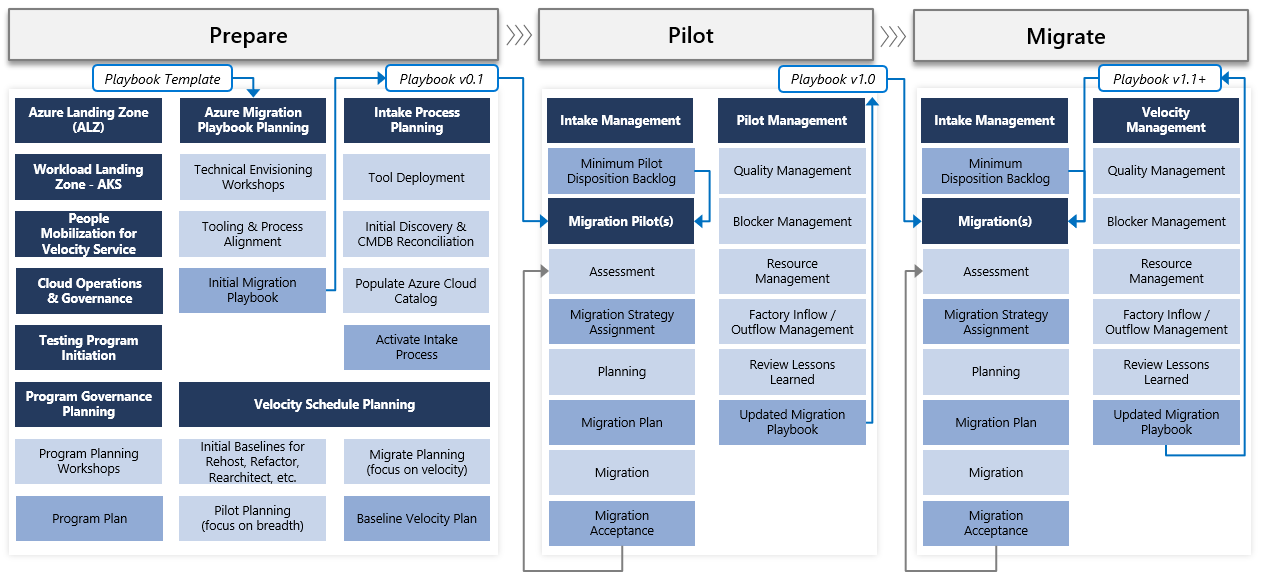 Prepare
Pilot
Migrate
Playbook Template
Playbook v0.1
Playbook v1.0
Playbook v1.1+
Azure Landing Zone
(ALZ)
Workload Landing
Zone - AKS
People
Mobilization for
Velocity Service
Cloud Operations
& Governance
Testing Program
Initiation
Program Governance
Planning
Program Planning
Workshops
Program Plan
Azure Migration
Playbook Planning
Technical Envisioning
Workshops
Tooling & Process
Alignment
Initial Migration
Playbook
Intake Process
Planning
Tool Deployment
Initial Discovery &
CMDB Reconciliation
Populate Azure Cloud
Catalog
Activate Intake
Process
Velocity Schedule Planning
Initial Baselines for
Rehost, Refactor,
Rearchitect, etc.
Pilot Planning
(focus on breadth)
Migrate Planning
(focus on velocity)
Baseline Velocity Plan
Intake Management
Minimum Pilot
Disposition Backlog
Migration Pilot(s)
Assessment
Migration Strategy
Assignment
Planning
Migration Plan
Migration
Migration
Acceptance
Pilot Management
Quality Management
Blocker Management
Resource
Management
Factory Inflow /
Outflow Management
Review Lessons
Learned
Updated Migration
Playbook
Intake Management
Minimum
Disposition Backlog
Migration(s)
Assessment
Migration Strategy
Assignment
Planning
Migration Plan
Migration
Migration
Acceptance
Velocity
Management
Quality Management
Blocker Management
Resource
Management
Factory Inflow /
Outflow Management
Review Lessons
Learned
Updated Migration
Playbook